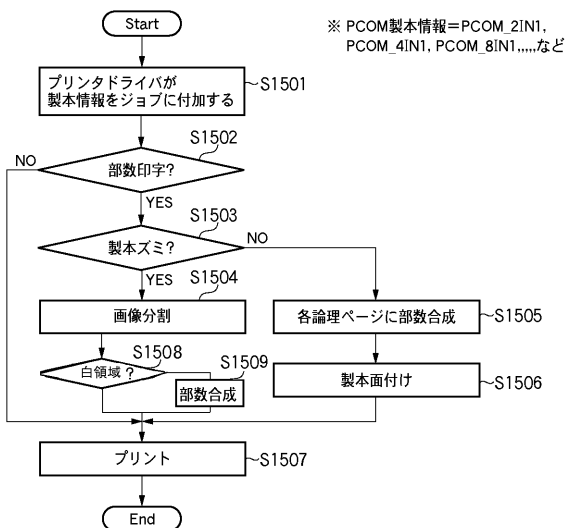 Start
※ PCOM製本情報=PCOM_2IN1,
PCOM_4IN1, PCOM_8IN1,,,,,など
プリンタドライバが
製本情報をジョブに付加する
S1501
S1502
部数印字?
NO
YES
S1503
製本ズミ?
NO
YES
S1504
画像分割
各論理ページに部数合成
S1505
S1508
白領域?
S1509
部数合成
製本面付け
S1506
プリント
S1507
End